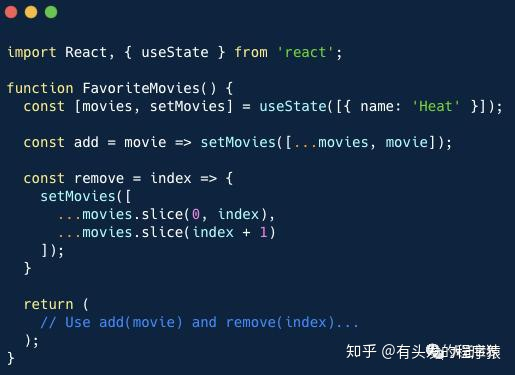 import React, { useState } from 'react';
function FavoriteMovies() {
  const [movies, setMovies] = useState([{ name: 'Heat' }]);
  const add = movie => setMovies([...movies, movie]);
  const remove = index => {
    setMovies([
      ...movies.slice(0, index),
      ...movies.slice(index + 1)
    ]);
  }
  return (
    // Use add(movie) and remove(index)...
  );
}
知乎 @有头发的程序猿